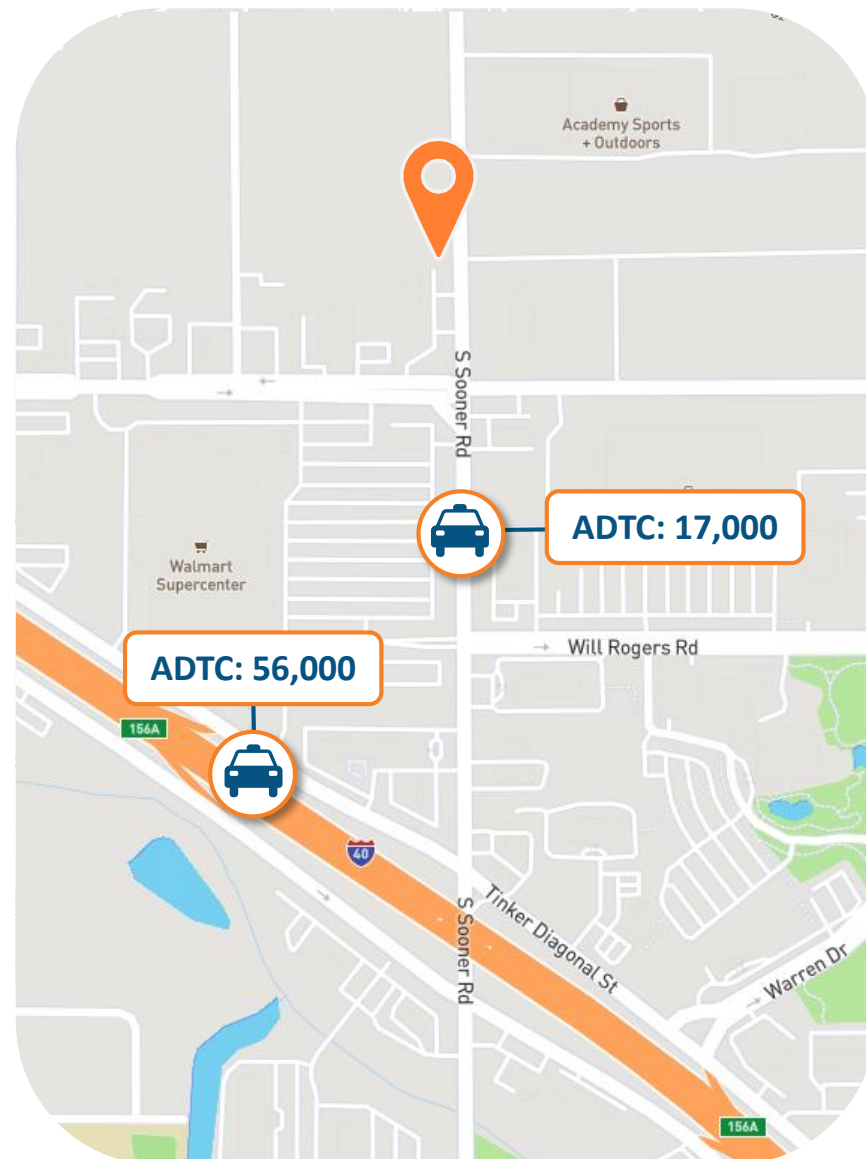 Academy Sports
+ Outdoors
S Sooner Rd
ADTC: 17,000
Walmart
Supercenter
Will Rogers Rd
ADTC: 56,000
156A
40
Tinker Diagonal St
S Sooner Rd
Warren Dr
156A